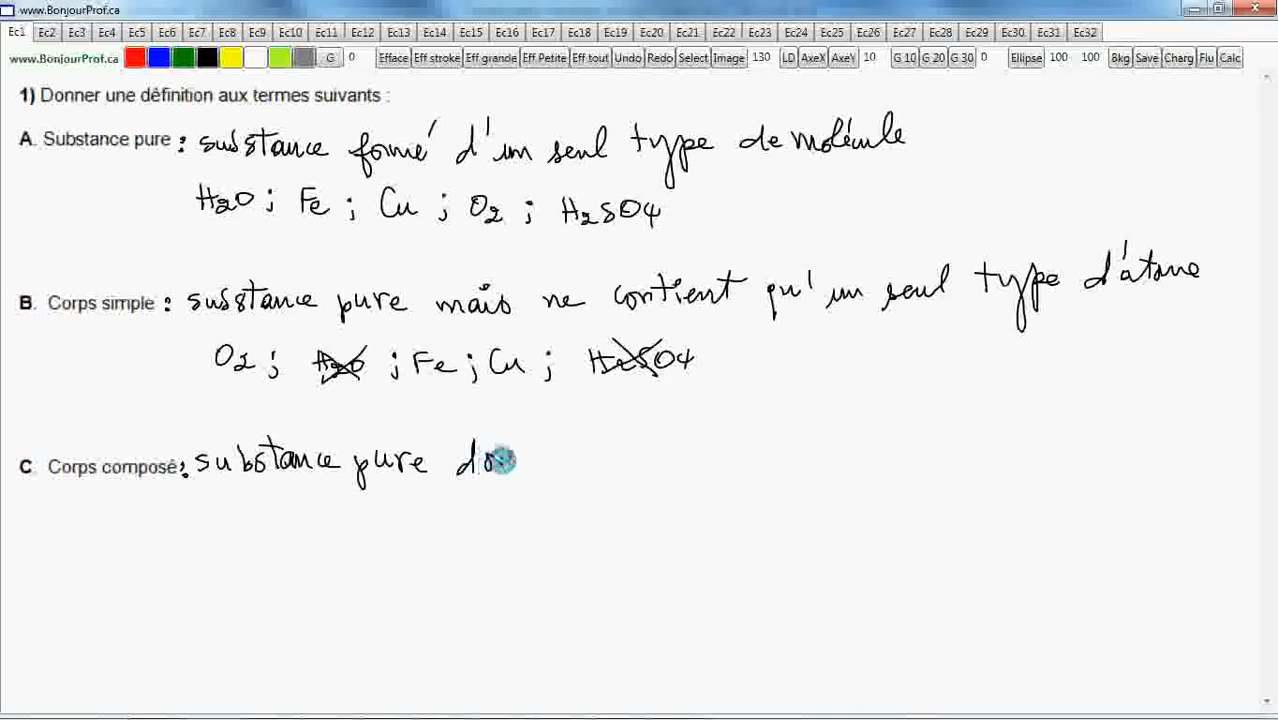 www.BonjourProf.ca
Ec1 Ec2 Ec3 Ec4 Ec5 Ec6 Ec7 Ec8 Ec9 Ec10 Ec11 Ec12 Ec13 Ec14 Ec15 Ec16 Ec17 Ec18 Ec19 Ec20 Ec21 Ec22 Ec23 Ec24 Ec25 Ec26 Ec27 Ec28 Ec29 Ec30 Ec31 Ec32
www.BonjourProf.ca G 0 Efface Eff stroke Eff grande Eff Petite Eff tout Undo Redo Select Image 130 LD AxeX AxeY 10 G 10 G 20 G 30 0 Ellipse 100 100 Bkg Save Charg Flu Calc
1) Donner une définition aux termes suivants :
A. Substance pure : substance formé d'un seul type de molécule
H2O ; Fe ; Cu ; O2 ; H2SO4
B. Corps simple : substance pure mais ne contient qu'un seul type d'atome
O2 ; H2O ; Fe ; Cu ; H2SO4
C. Corps composé : substance pure do